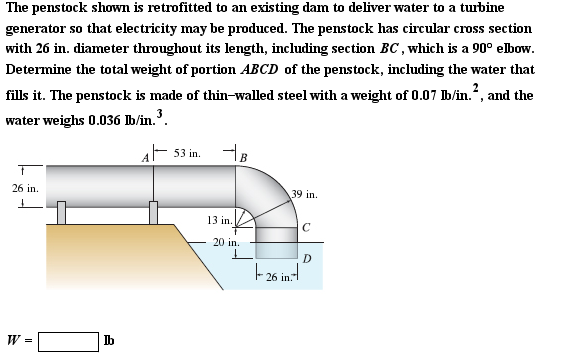 The penstock shown is retrofitted to an existing dam to deliver water to a turbine
generator so that electricity may be produced. The penstock has circular cross section
with 26 in. diameter throughout its length, including section BC, which is a 90° elbow.
Determine the total weight of portion ABCD of the penstock, including the water that
fills it. The penstock is made of thin-walled steel with a weight of 0.07 lb/in.², and the
water weighs 0.036 lb/in.³.
A 53 in. B
26 in.
39 in.
13 in.
C
20 in.
D
26 in.
W = lb